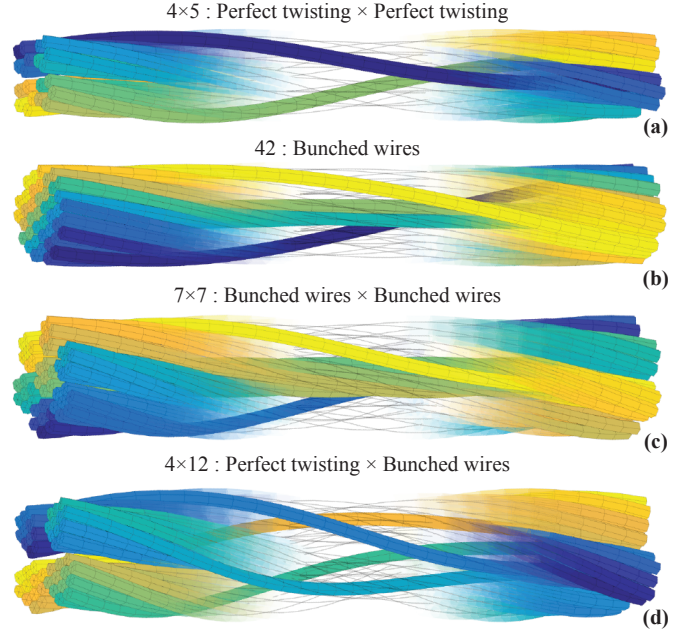 4×5 : Perfect twisting × Perfect twisting
(a)
42 : Bunched wires
(b)
7×7 : Bunched wires × Bunched wires
(c)
4×12 : Perfect twisting × Bunched wires
(d)